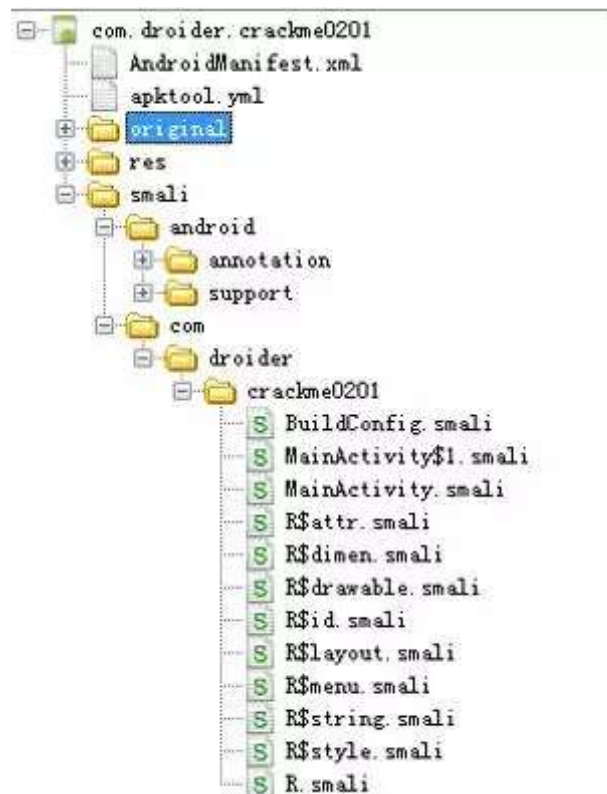 com.droider.crackme0201
AndroidManifest.xml
apktool.yml
original
res
smali
android
annotation
support
com
droider
crackme0201
S BuildConfig.smali
S MainActivity$1.smali
S MainActivity.smali
S R$attr.smali
S R$dimen.smali
S R$drawable.smali
S R$id.smali
S R$layout.smali
S R$menu.smali
S R$string.smali
S R$style.smali
S R.smali